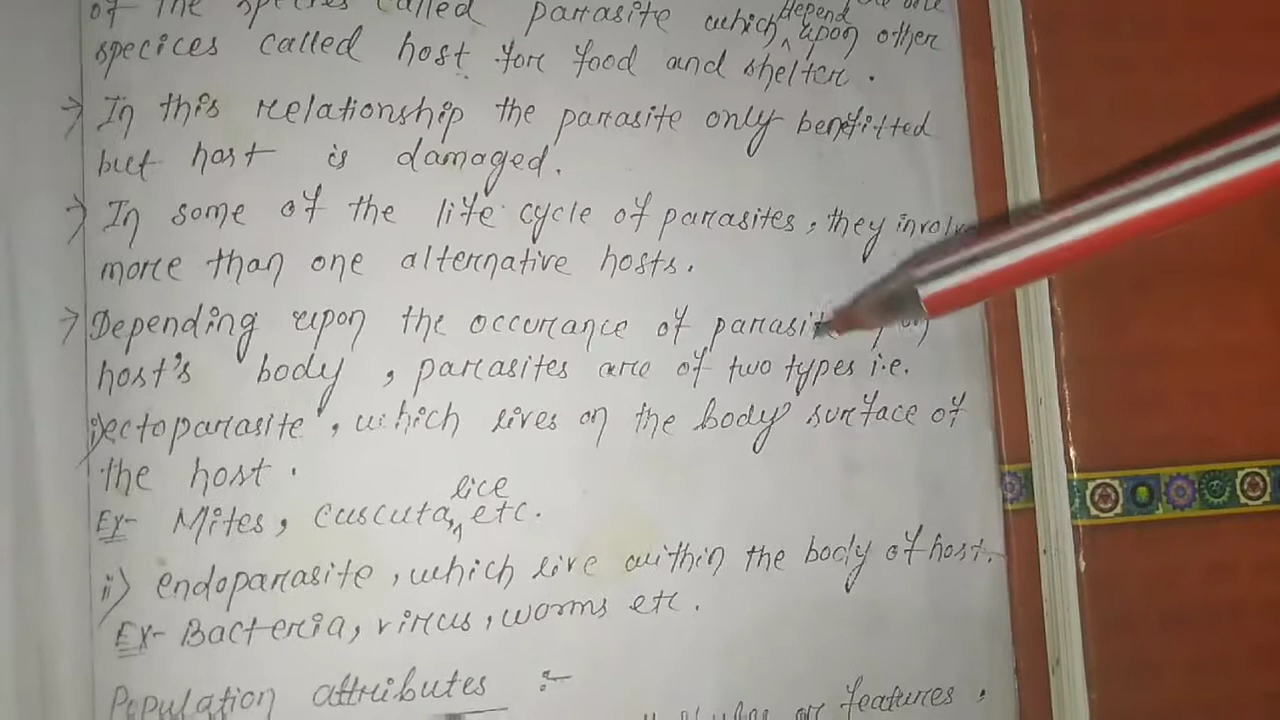 of the species called parasite which depend upon other
specices called host for food and shelter.
→ In this relationship the parasite only benefitted
but host is damaged.
→ In some of the life cycle of parasites, they
more than one alternative hosts.
→ Depending upon the occurance of
host's body, parasites are of two types i.e.
i) ectoparasite, which lives on the body surface of
the host.
Ex- Mites, cuscuta, lice etc.
ii) endoparasite, which live within the body of host.
Ex- Bacteria, virus, worms etc.
Population attributes :-
or features,